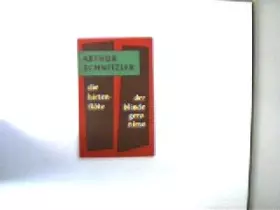 ARTHUR
SCHNITZLER
die
hirten
flöte
der
blinde
gero
nimo